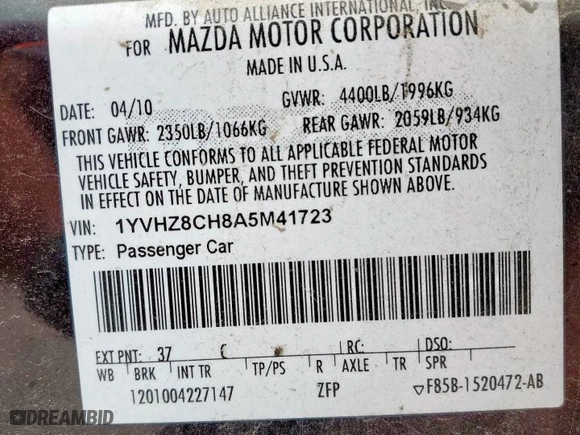 MFD. BY AUTO ALLIANCE INTERNATIONAL, INC.
FOR MAZDA MOTOR CORPORATION
MADE IN U.S.A.
DATE: 04/10 GVWR: 4400LB/1996KG
FRONT GAWR: 2350LB/1066KG REAR GAWR: 2059LB/934KG
THIS VEHICLE CONFORMS TO ALL APPLICABLE FEDERAL MOTOR
VEHICLE SAFETY, BUMPER, AND THEFT PREVENTION STANDARDS
IN EFFECT ON THE DATE OF MANUFACTURE SHOWN ABOVE.
VIN: 1YVHZ8CH8A5M41723
TYPE: Passenger Car
EXT PNT: 37 RC: DSO:
WB BRK INT TR TP/PS R AXLE TR SPR
1201004227147 ZFP ▽F85B-1520472-AB
DREAMBID